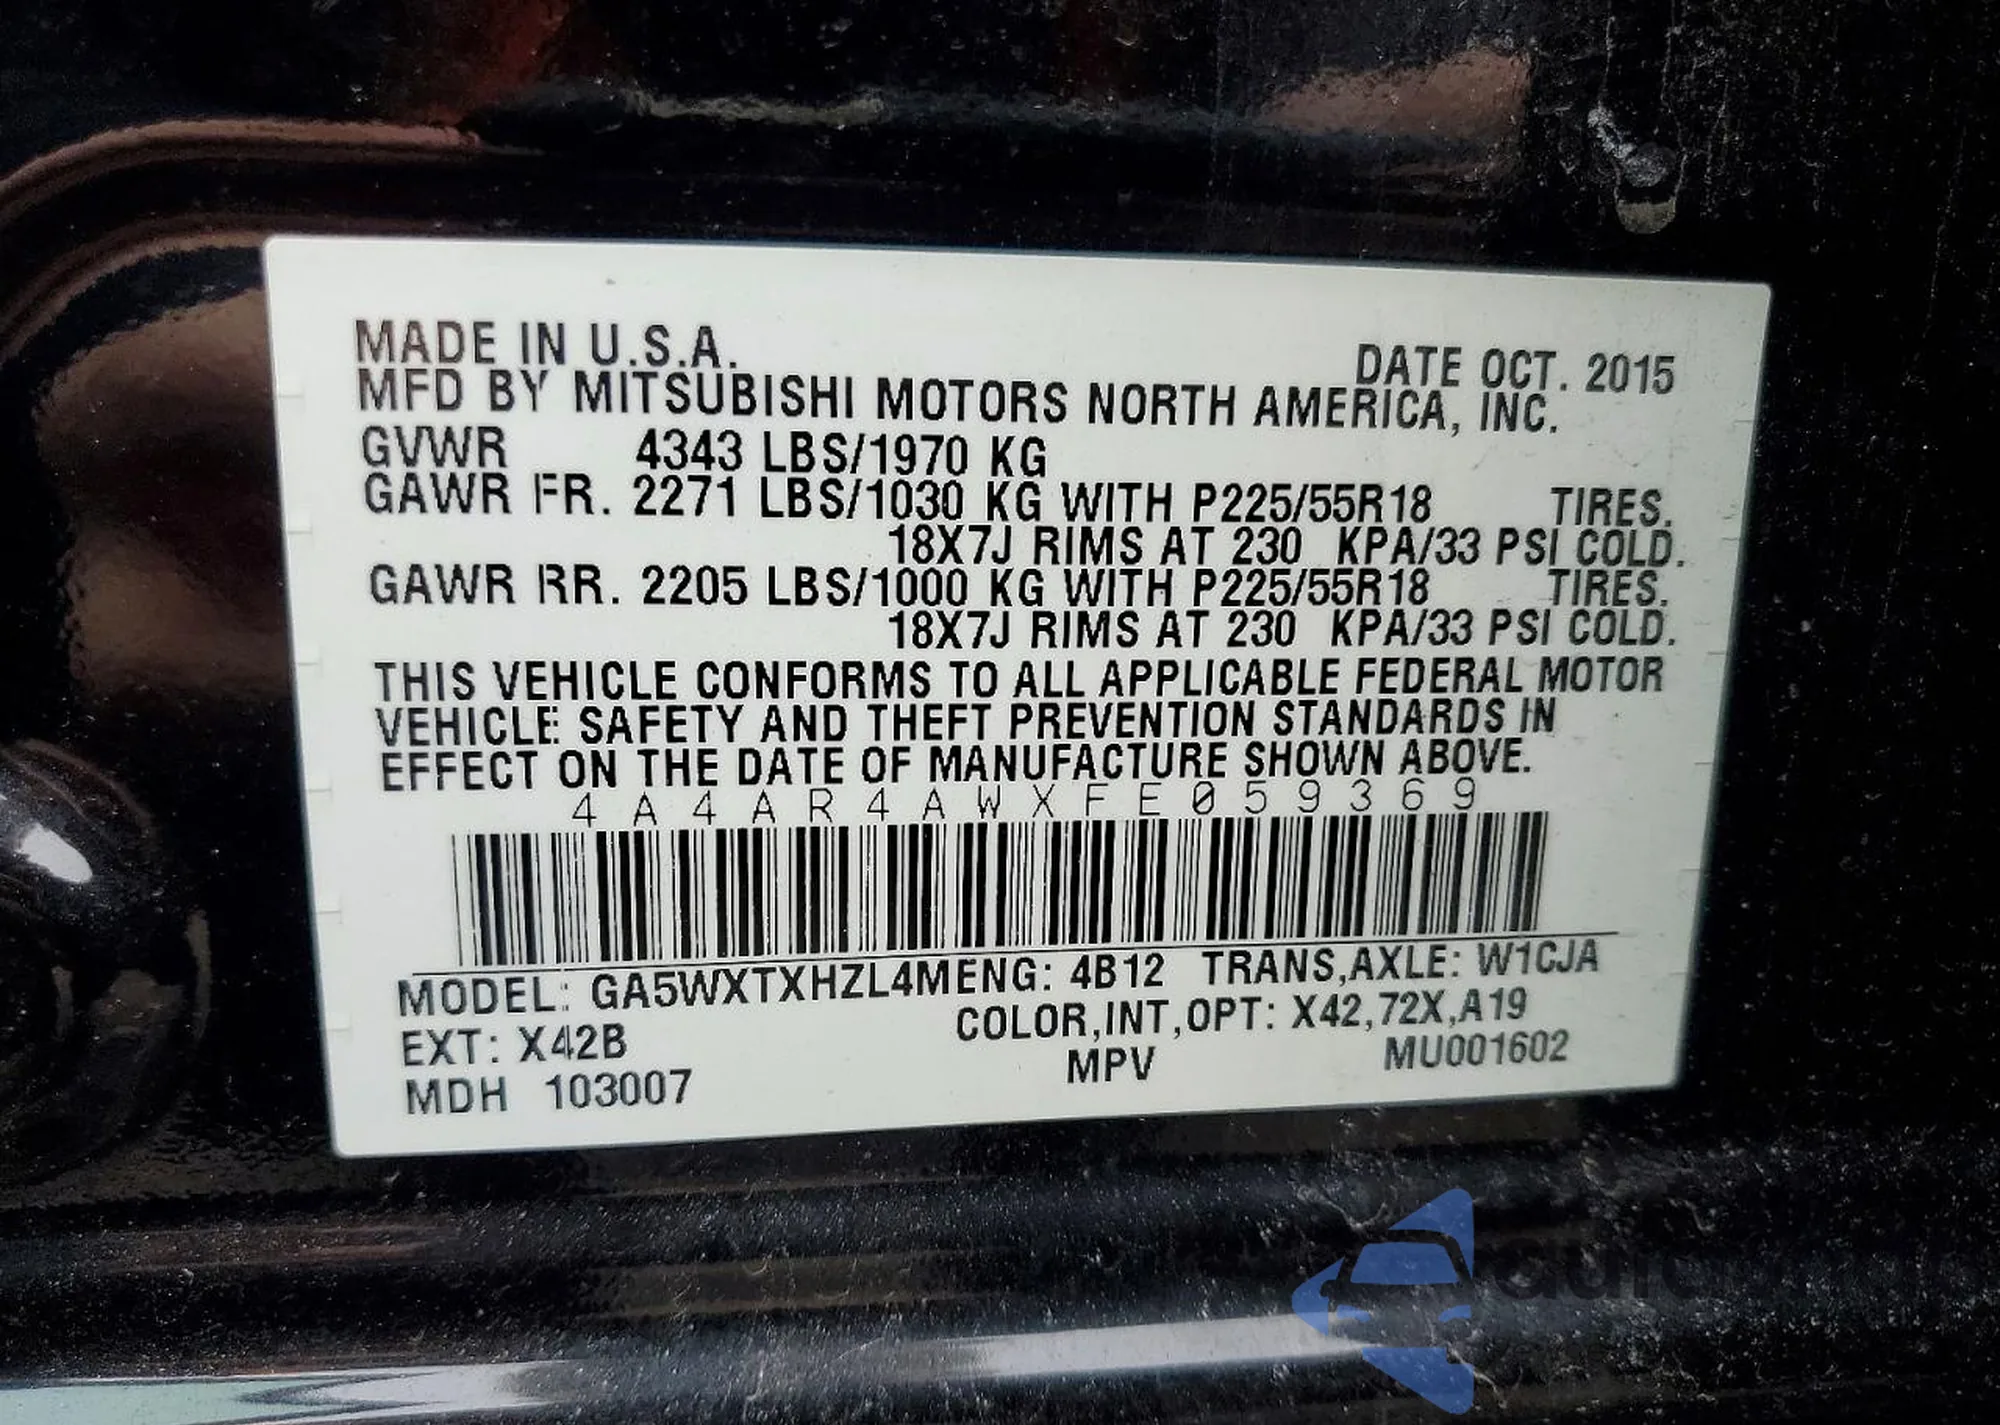 MADE IN U.S.A.
DATE OCT. 2015
MFD BY MITSUBISHI MOTORS NORTH AMERICA, INC.
GVWR 4343 LBS/1970 KG
GAWR FR. 2271 LBS/1030 KG WITH P225/55R18 TIRES.
18X7J RIMS AT 230 KPA/33 PSI COLD.
GAWR RR. 2205 LBS/1000 KG WITH P225/55R18 TIRES.
18X7J RIMS AT 230 KPA/33 PSI COLD.
THIS VEHICLE CONFORMS TO ALL APPLICABLE FEDERAL MOTOR
VEHICLE SAFETY AND THEFT PREVENTION STANDARDS IN
EFFECT ON THE DATE OF MANUFACTURE SHOWN ABOVE.
4A4AR4AWXFE059369
MODEL: GA5WXTXHZL4M ENG: 4B12 TRANS,AXLE: W1CJA
EXT: X42B COLOR,INT,OPT: X42,72X,A19
MDH 103007 MPV MU001602